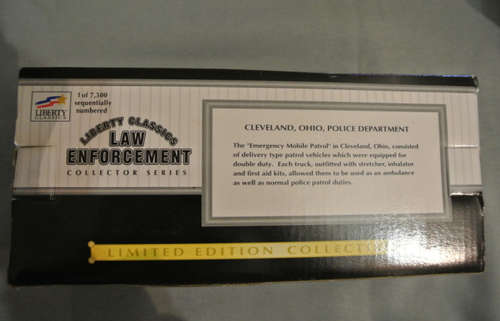 1 of 7,500
sequentially
numbered
LIBERTY
CLASSICS
LIBERTY CLASSICS
LAW
ENFORCEMENT
COLLECTOR SERIES
CLEVELAND, OHIO, POLICE DEPARTMENT
The "Emergency Mobile Patrol" in Cleveland, Ohio, consisted
of delivery type patrol vehicles which were equipped for
double duty. Each truck, outfitted with stretcher, inhalator
and first aid kits, allowed them to be used as an ambulance
as well as normal police patrol duties.
LIMITED EDITION COLLECTO